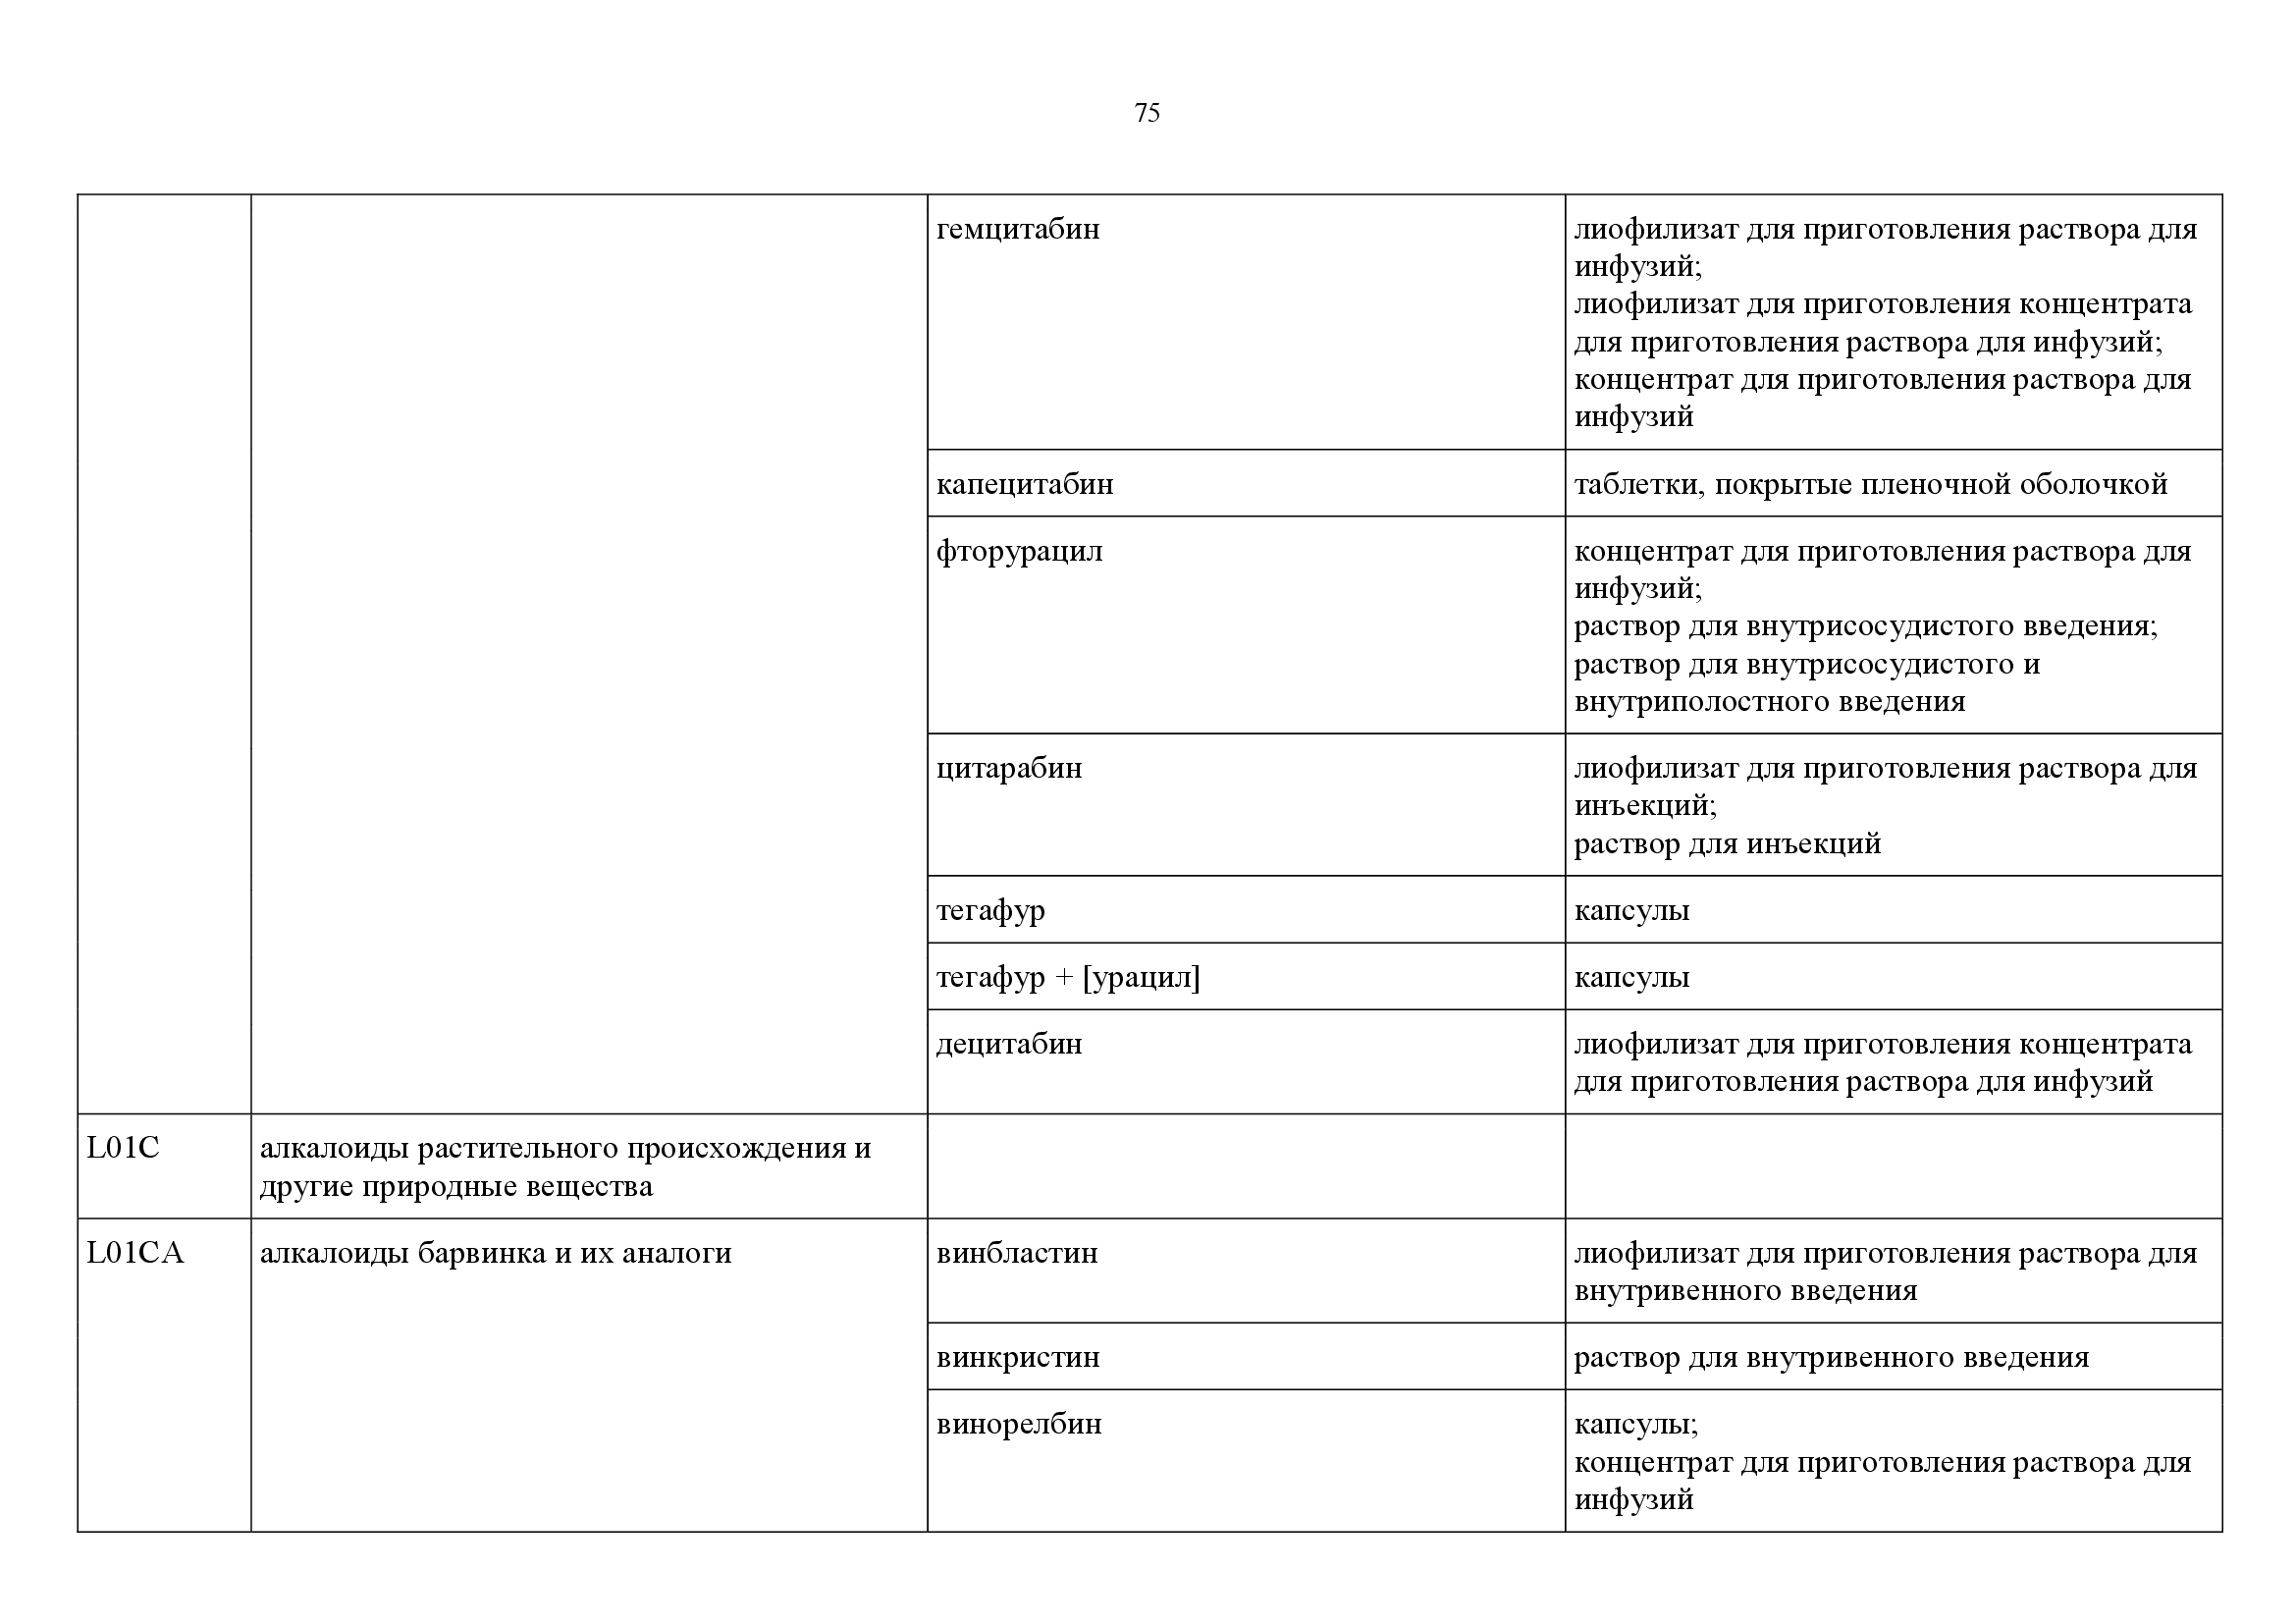 75
гемцитабин
лиофилизат для приготовления раствора для
инфузий;
лиофилизат для приготовления концентрата
для приготовления раствора для инфузий;
концентрат для приготовления раствора для
инфузий
капецитабин
таблетки, покрытые пленочной оболочкой
фторурацил
концентрат для приготовления раствора для
инфузий;
раствор для внутрисосудистого введения;
раствор для внутрисосудистого и
внутриполостного введения
цитарабин
лиофилизат для приготовления раствора для
инъекций;
раствор для инъекций
тегафур
капсулы
тегафур + [урацил]
капсулы
децитабин
лиофилизат для приготовления концентрата
для приготовления раствора для инфузий
L01C
алкалоиды растительного происхождения и
другие природные вещества
L01CA
алкалоиды барвинка и их аналоги
винбластин
лиофилизат для приготовления раствора для
внутривенного введения
винкристин
раствор для внутривенного введения
винорелбин
капсулы;
концентрат для приготовления раствора для
инфузий